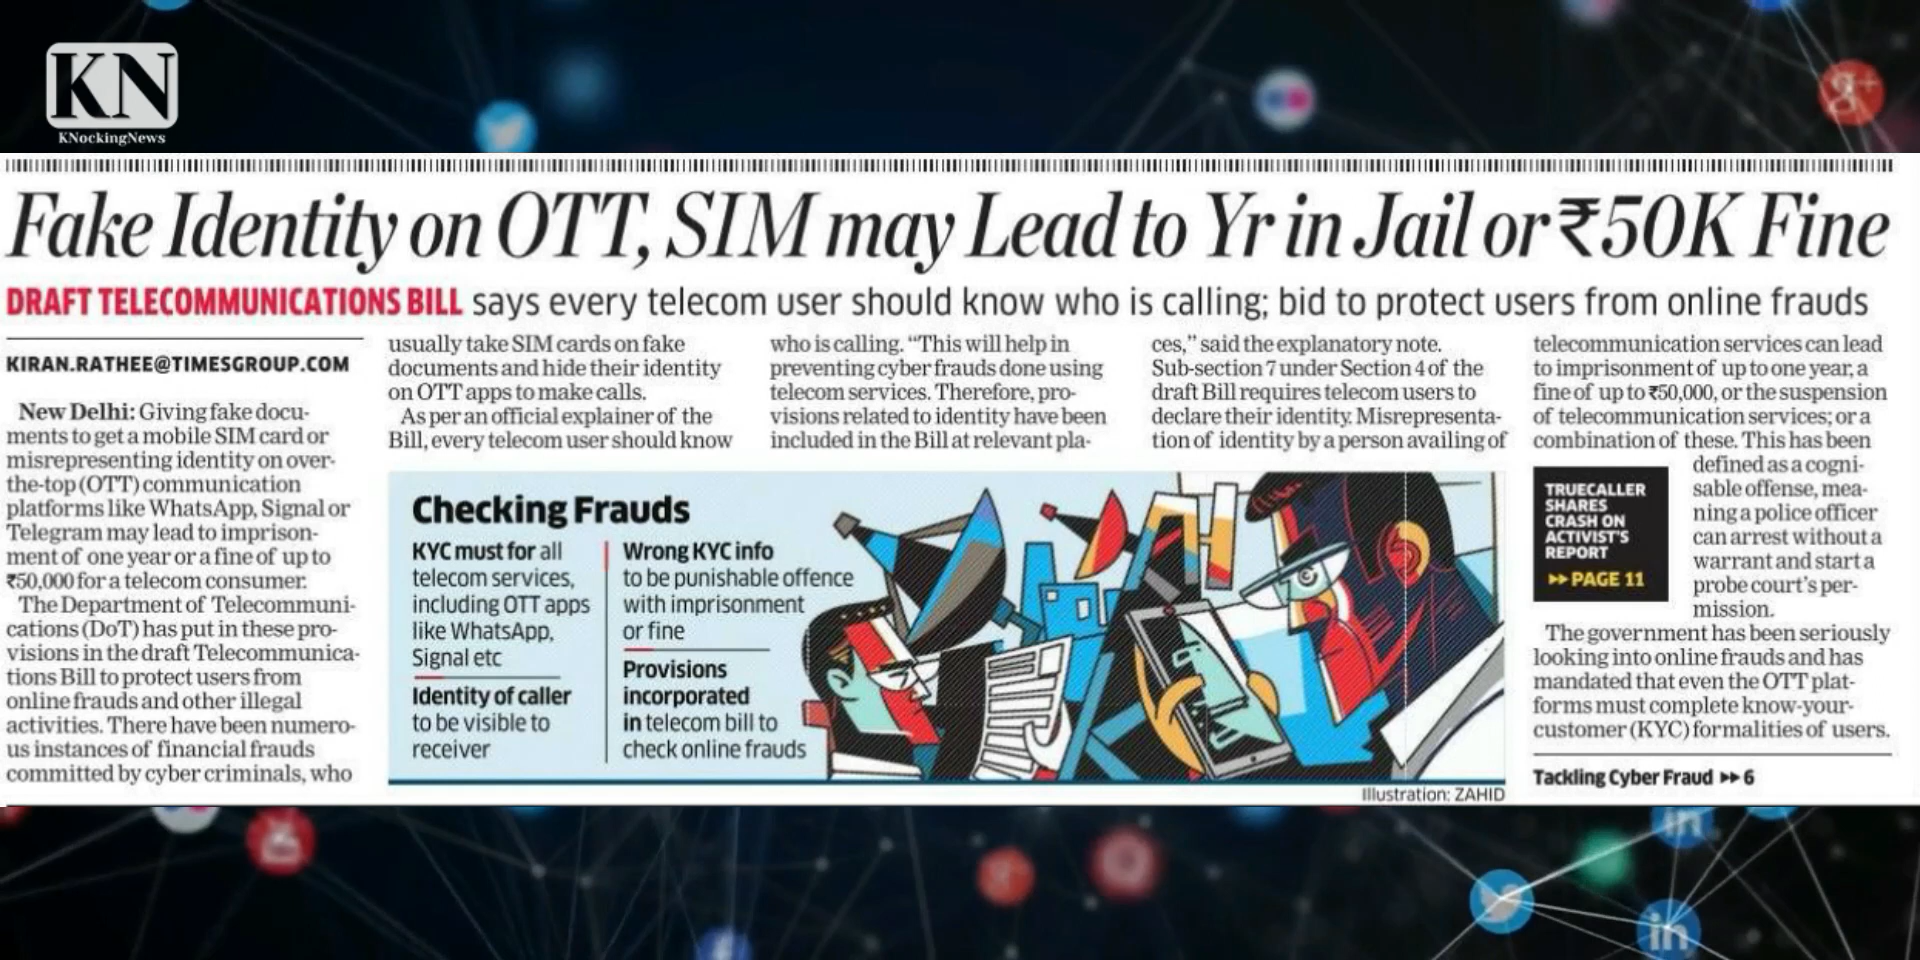 KN
KNockingNews
Fake Identity on OTT, SIM may Lead to Yr in Jail or ₹50K Fine
DRAFT TELECOMMUNICATIONS BILL says every telecom user should know who is calling; bid to protect users from online frauds
KIRAN.RATHEE@TIMESGROUP.COM
New Delhi: Giving fake docu-
ments to get a mobile SIM card or
misrepresenting identity on over-
the-top (OTT) communication
platforms like WhatsApp, Signal or
Telegram may lead to imprison-
ment of one year or a fine of up to
₹50,000 for a telecom consumer.
The Department of Telecommuni-
cations (DoT) has put in these pro-
visions in the draft Telecommunica-
tions Bill to protect users from
online frauds and other illegal
activities. There have been numero-
us instances of financial frauds
committed by cyber criminals, who
usually take SIM cards on fake
documents and hide their identity
on OTT apps to make calls.
As per an official explainer of the
Bill, every telecom user should know
who is calling. “This will help in
preventing cyber frauds done using
telecom services. Therefore, pro-
visions related to identity have been
included in the Bill at relevant pla-
ces,” said the explanatory note.
Sub-section 7 under Section 4 of the
draft Bill requires telecom users to
declare their identity. Misrepresenta-
tion of identity by a person availing of
telecommunication services can lead
to imprisonment of up to one year, a
fine of up to ₹50,000, or the suspension
of telecommunication services; or a
combination of these. This has been
defined as a cogni-
sable offense, mea-
ning a police officer
can arrest without a
warrant and start a
probe court's per-
mission.
The government has been seriously
looking into online frauds and has
mandated that even the OTT plat-
forms must complete know-your-
customer (KYC) formalities of users.
Tackling Cyber Fraud ▸▸ 6
TRUECALLER
SHARES
CRASH ON
ACTIVIST'S
REPORT
▸▸ PAGE 11
Checking Frauds
KYC must for all
telecom services,
including OTT apps
like WhatsApp,
Signal etc
Identity of caller
to be visible to
receiver
Wrong KYC info
to be punishable offence
with imprisonment
or fine
Provisions
incorporated
in telecom bill to
check online frauds
BILL
Illustration: ZAHID
g+
in
in